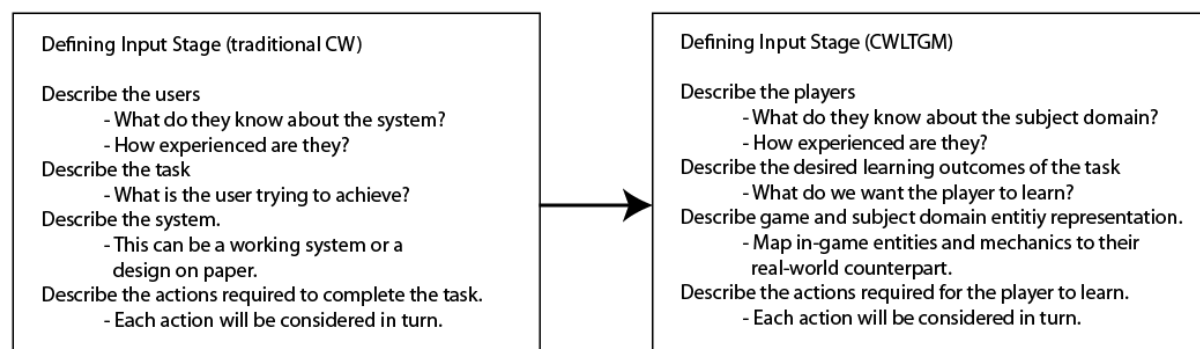 Defining Input Stage (traditional CW)
Describe the users
- What do they know about the system?
- How experienced are they?
Describe the task
- What is the user trying to achieve?
Describe the system.
- This can be a working system or a
design on paper.
Describe the actions required to complete the task.
- Each action will be considered in turn.
Defining Input Stage (CWLTGM)
Describe the players
- What do they know about the subject domain?
- How experienced are they?
Describe the desired learning outcomes of the task
- What do we want the player to learn?
Describe game and subject domain entitiy representation.
- Map in-game entities and mechanics to their
real-world counterpart.
Describe the actions required for the player to learn.
- Each action will be considered in turn.